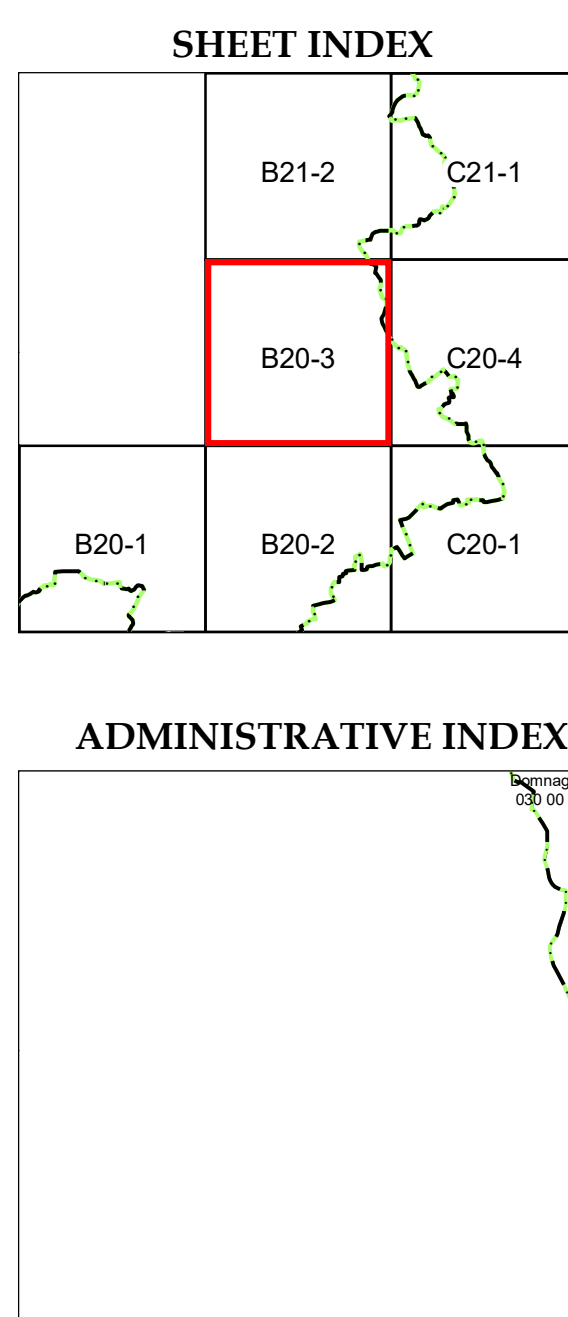 SHEET INDEX
B21-2
C21-1
B20-3
C20-4
B20-1
B20-2
C20-1
ADMINISTRATIVE INDEX
Domnag
030 00